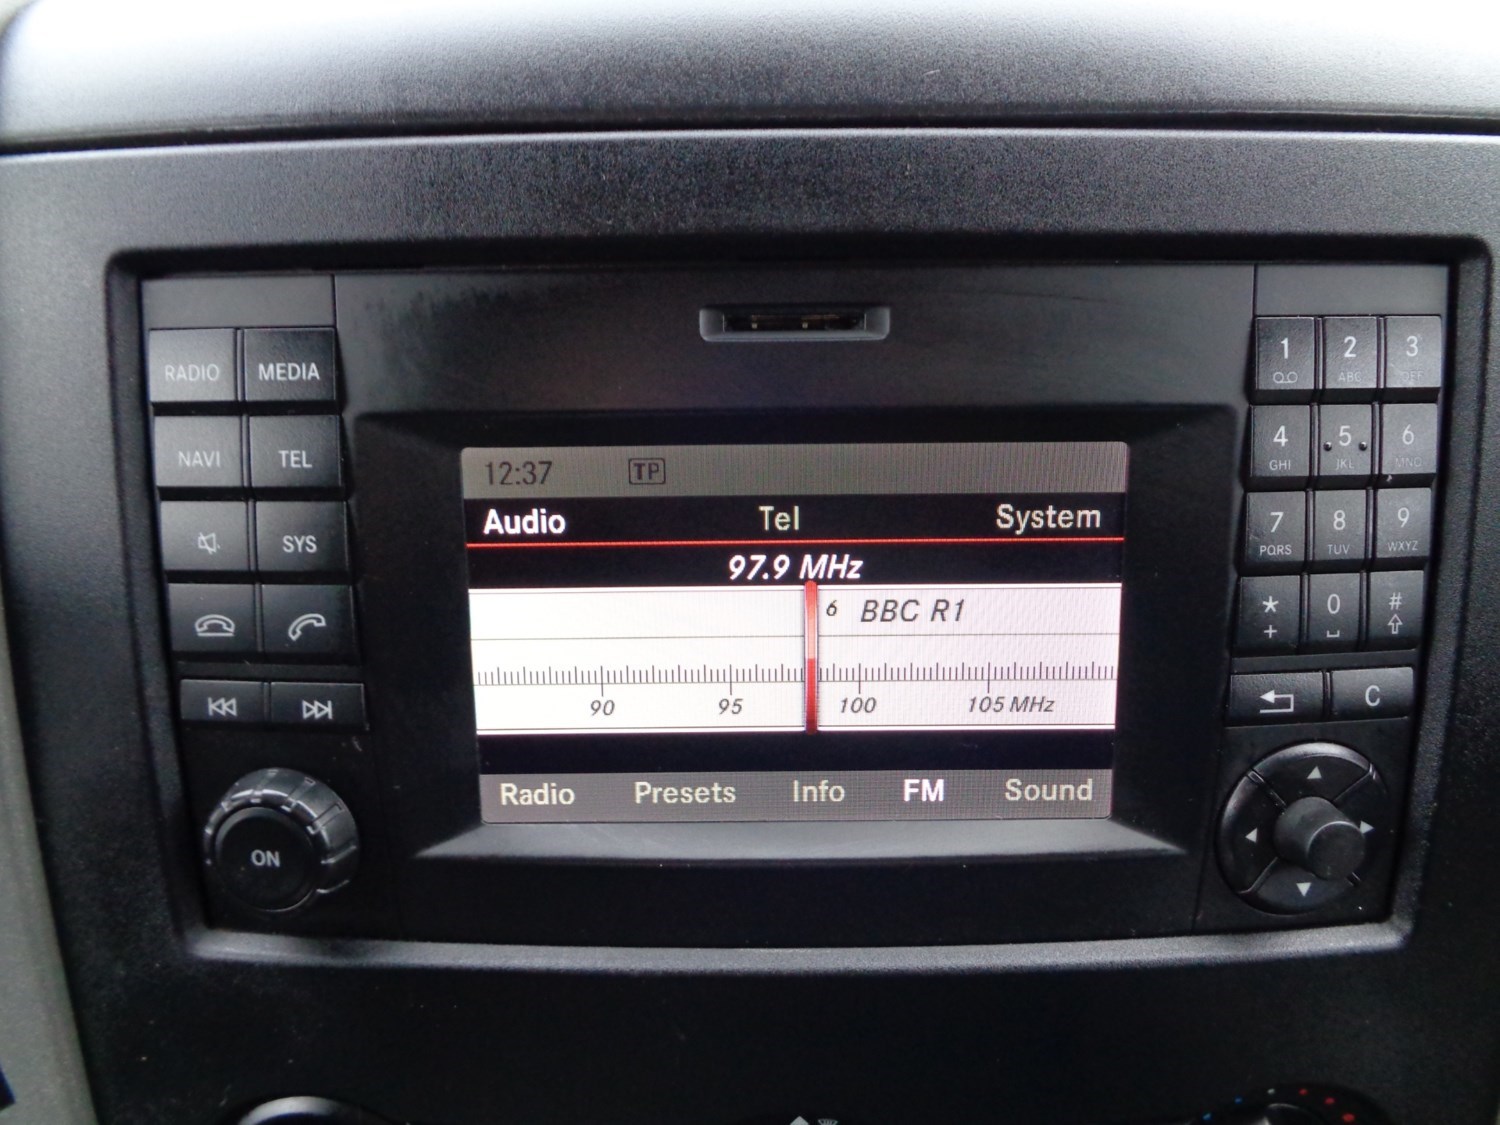 RADIO MEDIA
NAVI TEL
SYS
ON
12:37 TP
Audio Tel System
97.9 MHz
6 BBC R1
90 95 100 105 MHz
Radio Presets Info FM Sound
1 2 3
ABC DEF
4 5 6
GHI JKL MNO
7 8 9
PQRS TUV WXYZ
* 0 #
+
C